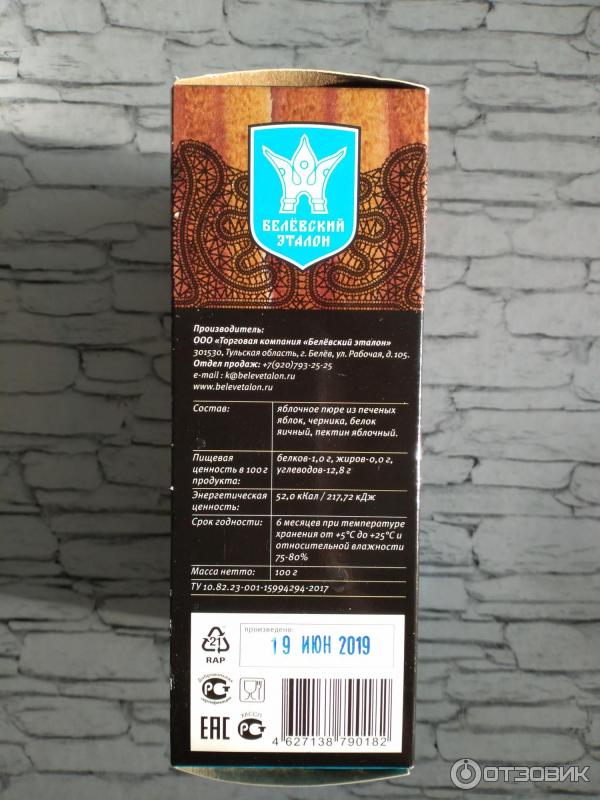 БЕЛЁВСКИЙ
ЭТАЛОН
Производитель:
ООО «Торговая компания «Белёвский эталон»
301530, Тульская область, г. Белёв, ул. Рабочая, д.105.
Отдел продаж: +7(920)793-25-25
e-mail : k@belevetalon.ru
www.belevetalon.ru
Состав: яблочное пюре из печеных
яблок, черника, белок
яичный, пектин яблочный.
Пищевая белков-1,0 г, жиров-0,0 г,
ценность в 100 г углеводов-12,8 г
продукта:
Энергетическая 52,0 кКал / 217,72 кДж
ценность:
Срок годности: 6 месяцев при температуре
хранения от +5°С до +25°С и
относительной влажности
75-80%
Масса нетто: 100 г
ТУ 10.82.23-001-15994294-2017
произведено:
19 ИЮН 2019
21
RAP
Добровольная
сертификация
ХАССП
ЕАС
4 627138 790182
ОТЗОВИК